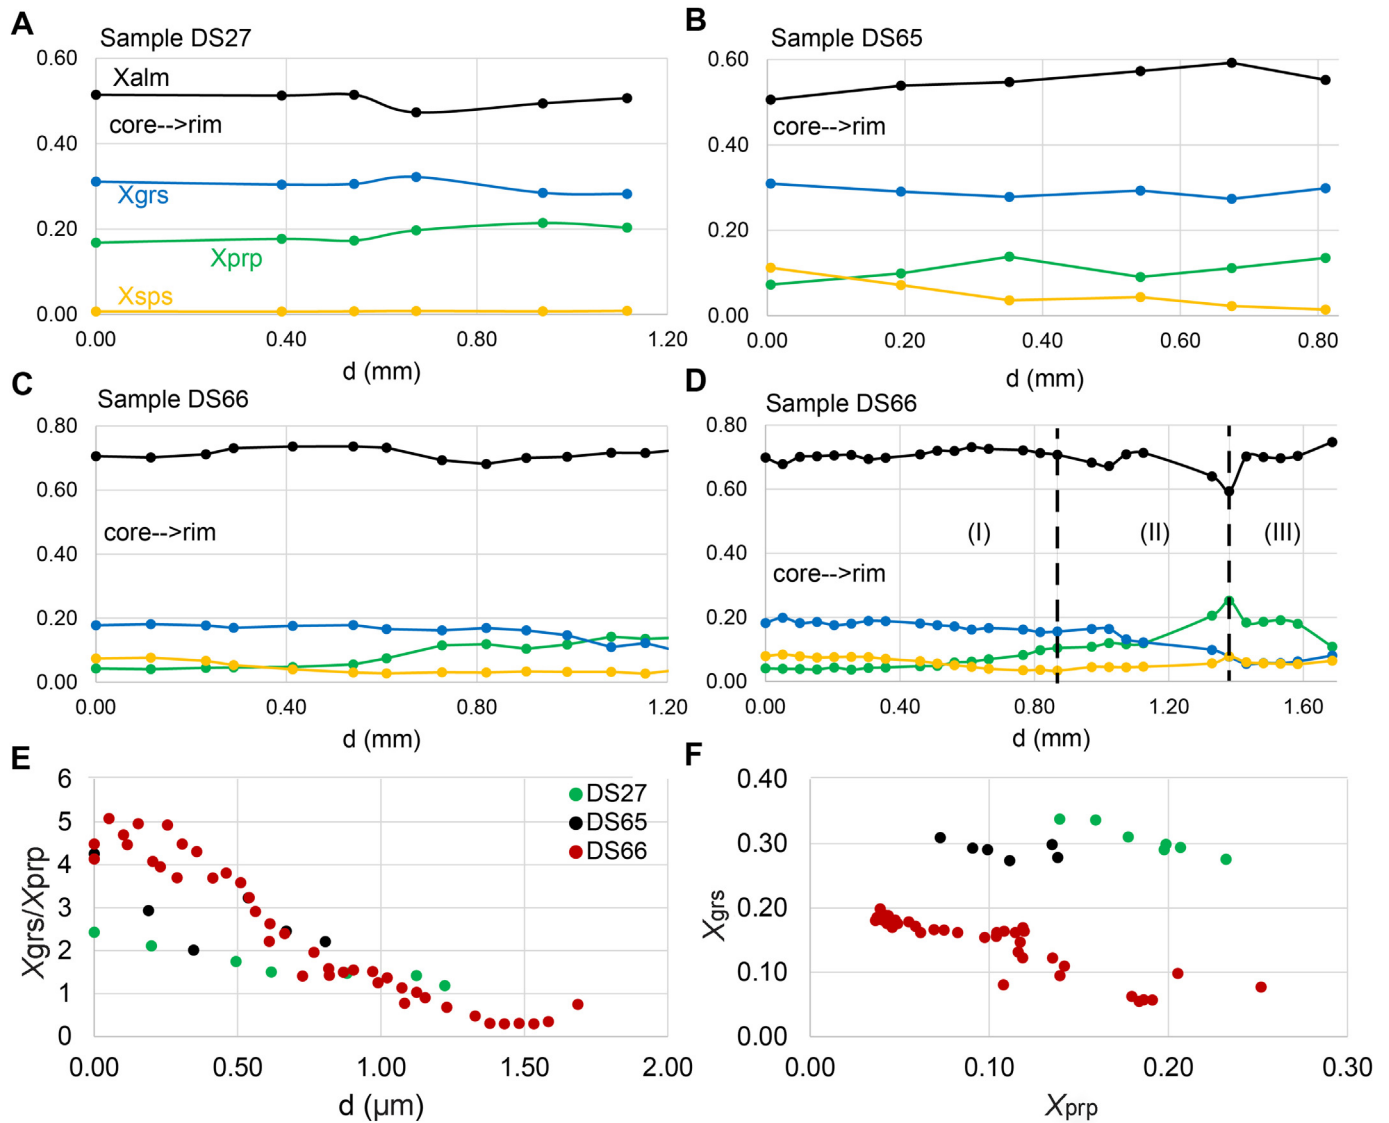 A
Sample DS27
0.60
0.40
0.20
0.00
Xalm
core-->rim
Xgrs
Xprp
Xsps
0.00 0.40 0.80 1.20
d (mm)
B
Sample DS65
0.60
0.40
0.20
0.00
core-->rim
0.00 0.20 0.40 0.60 0.80
d (mm)
C
Sample DS66
0.80
0.60
0.40
0.20
0.00
core-->rim
0.00 0.40 0.80 1.20
d (mm)
D
Sample DS66
0.80
0.60
0.40
0.20
0.00
(I) (II) (III)
core-->rim
0.00 0.40 0.80 1.20 1.60
d (mm)
E
6
5
4
3
2
1
0
Xgrs/Xprp
DS27
DS65
DS66
0.00 0.50 1.00 1.50 2.00
d (µm)
F
0.40
0.30
0.20
0.10
0.00
Xgrs
0.00 0.10 0.20 0.30
Xprp